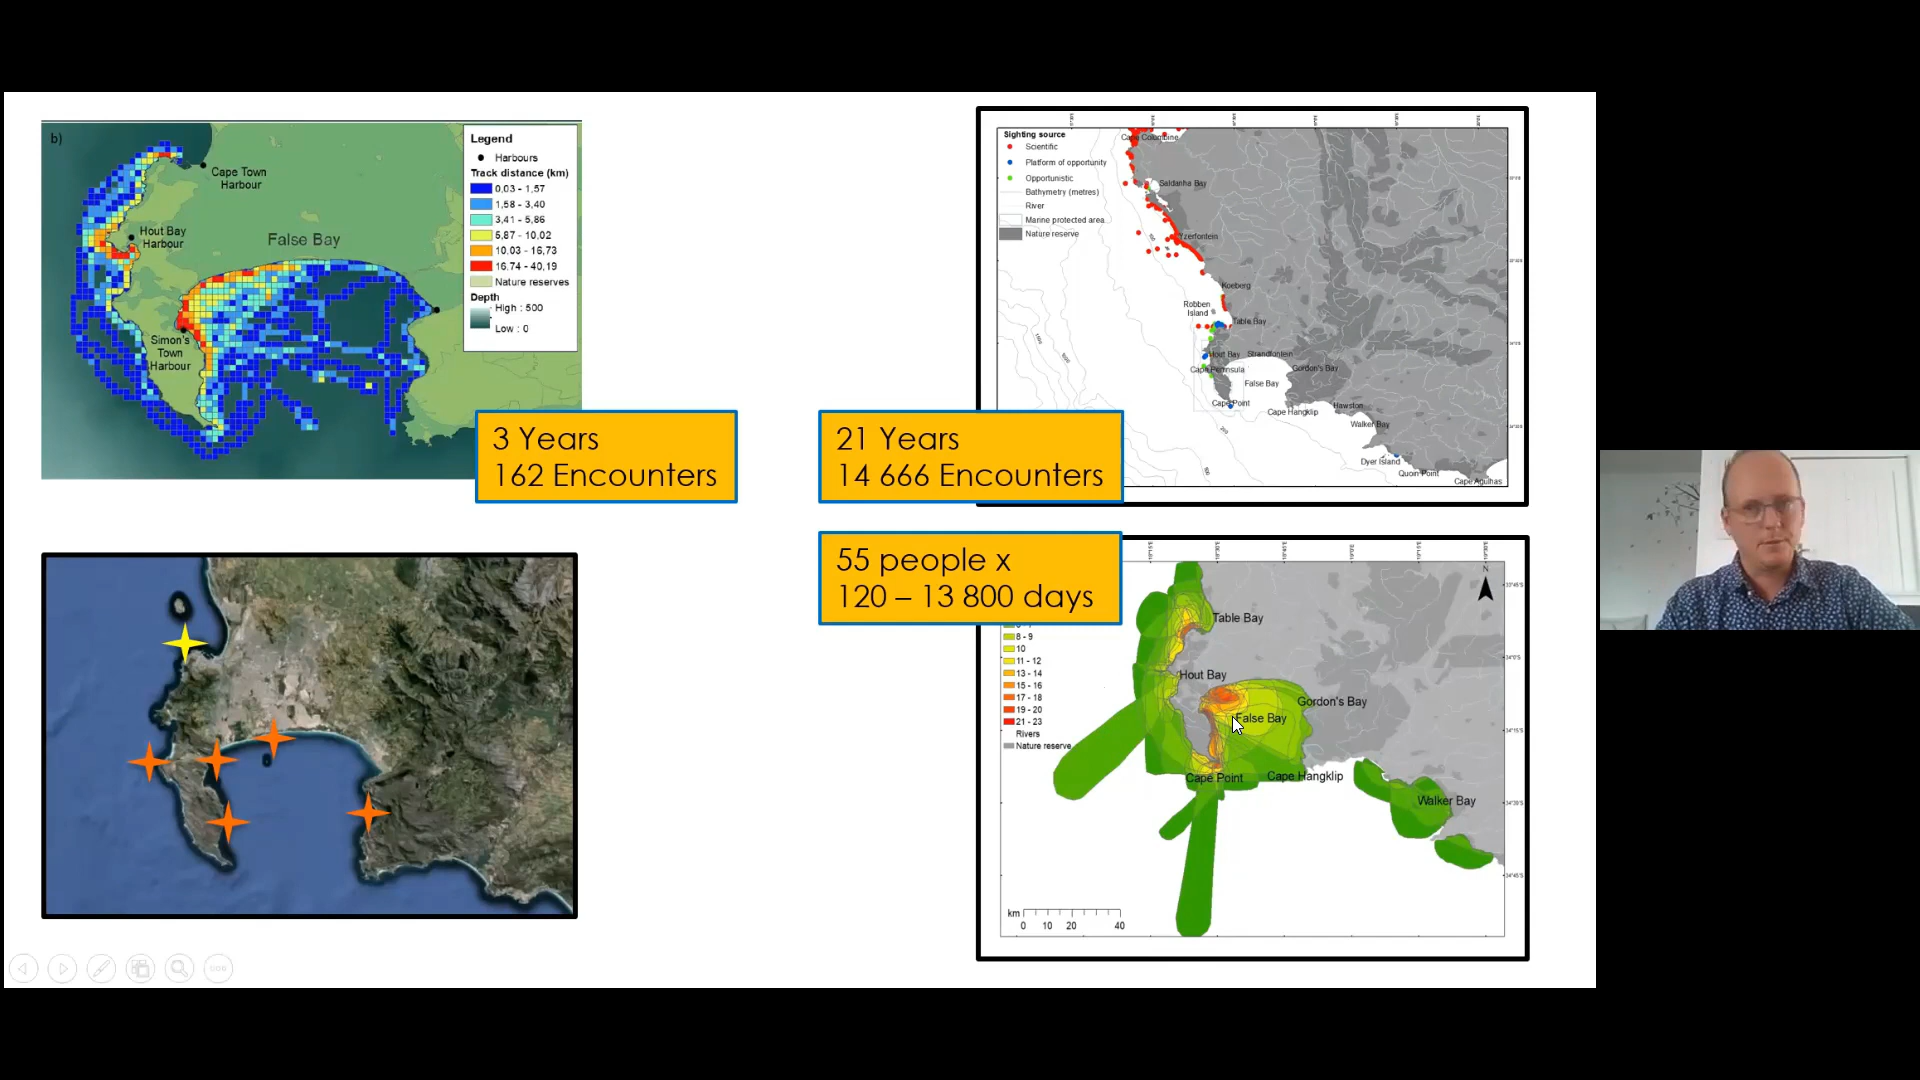 b)
Cape Town
Harbour
Hout Bay
Harbour
False Bay
Simon's
Town
Harbour
Legend
Harbours
Track distance (km)
0,03 - 1,57
1,58 - 3,40
3,41 - 5,86
5,87 - 10,02
10,03 - 16,73
16,74 - 40,19
Nature reserves
Depth
High : 500
Low : 0
3 Years
162 Encounters
21 Years
14 666 Encounters
Sighting source
Scientific
Platform of opportunity
Opportunistic
Bathymetry (metres)
River
Marine protected area
Nature reserve
Cape Columbine
Saldanha Bay
Yzerfontein
Koeberg
Robben
Island
Table Bay
Hout Bay
Strandfontein
Cape Peninsula
Gordon's Bay
False Bay
Cape Point
Cape Hangklip
Hawston
Walker Bay
Dyer Island
Quoin Point
Cape Agulhas
55 people x
120 – 13 800 days
8 - 9
10
11 - 12
13 - 14
15 - 16
17 - 18
19 - 20
21 - 23
Rivers
Nature reserve
N
Table Bay
Hout Bay
Gordon's Bay
False Bay
Cape Point
Cape Hangklip
Walker Bay
km
0 10 20 40